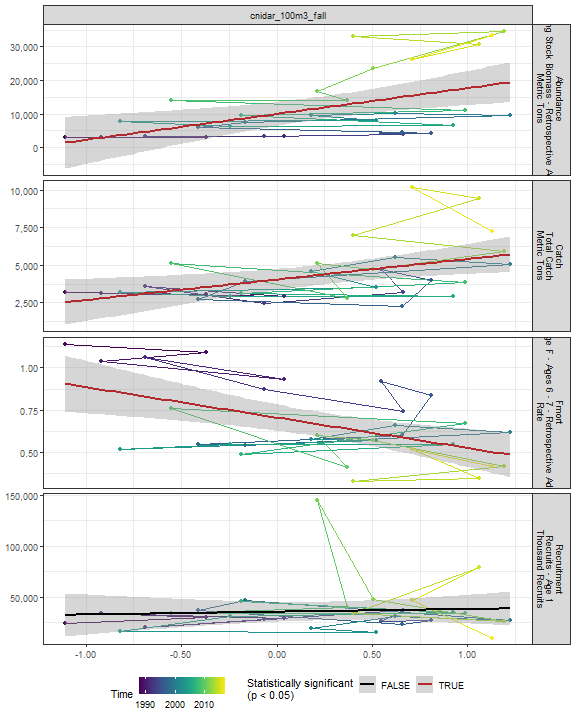 cnidar_100m3_fall
30,000
20,000
10,000
0
Abundance
ng Stock Biomass - Retrospective A
Metric Tons
10,000
7,500
5,000
2,500
Catch
Total Catch
Metric Tons
1.00
0.75
0.50
Fmort
ge F - Ages 6 - 7 - Retrospective Ad
Rate
150,000
100,000
50,000
Recruitment
Recruits - Age 1
Thousand Recruits
-1.00
-0.50
0.00
0.50
1.00
Time
1990 2000 2010
Statistically significant
(p < 0.05)
FALSE
TRUE